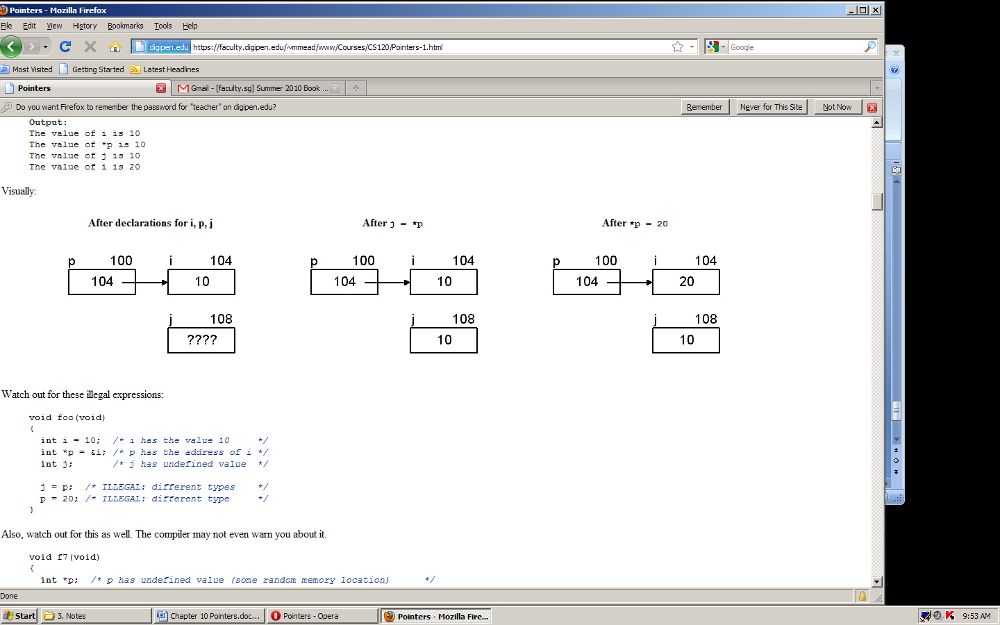 Pointers - Mozilla Firefox
File Edit View History Bookmarks Tools Help
digipen.edu https://faculty.digipen.edu/~mmead/www/Courses/CS120/Pointers-1.html Google
Most Visited Getting Started Latest Headlines
Pointers Gmail - [faculty.sg] Summer 2010 Book ...
Do you want Firefox to remember the password for "teacher" on digipen.edu? Remember Never for This Site Not Now
Output:
The value of i is 10
The value of *p is 10
The value of j is 10
The value of i is 20
Visually:
After declarations for i, p, j After j = *p After *p = 20
p 100 i 104 p 100 i 104 p 100 i 104
104 10 104 10 104 20
j 108 j 108 j 108
???? 10 10
Watch out for these illegal expressions:
void foo(void)
{
int i = 10; /* i has the value 10 */
int *p = &i; /* p has the address of i */
int j; /* j has undefined value */
j = p; /* ILLEGAL: different types */
p = 20; /* ILLEGAL: different type */
}
Also, watch out for this as well. The compiler may not even warn you about it.
void f7(void)
{
int *p; /* p has undefined value (some random memory location) */
Done
Start 3. Notes Chapter 10 Pointers.doc... Pointers - Opera Pointers - Mozilla Fire... 9:53 AM